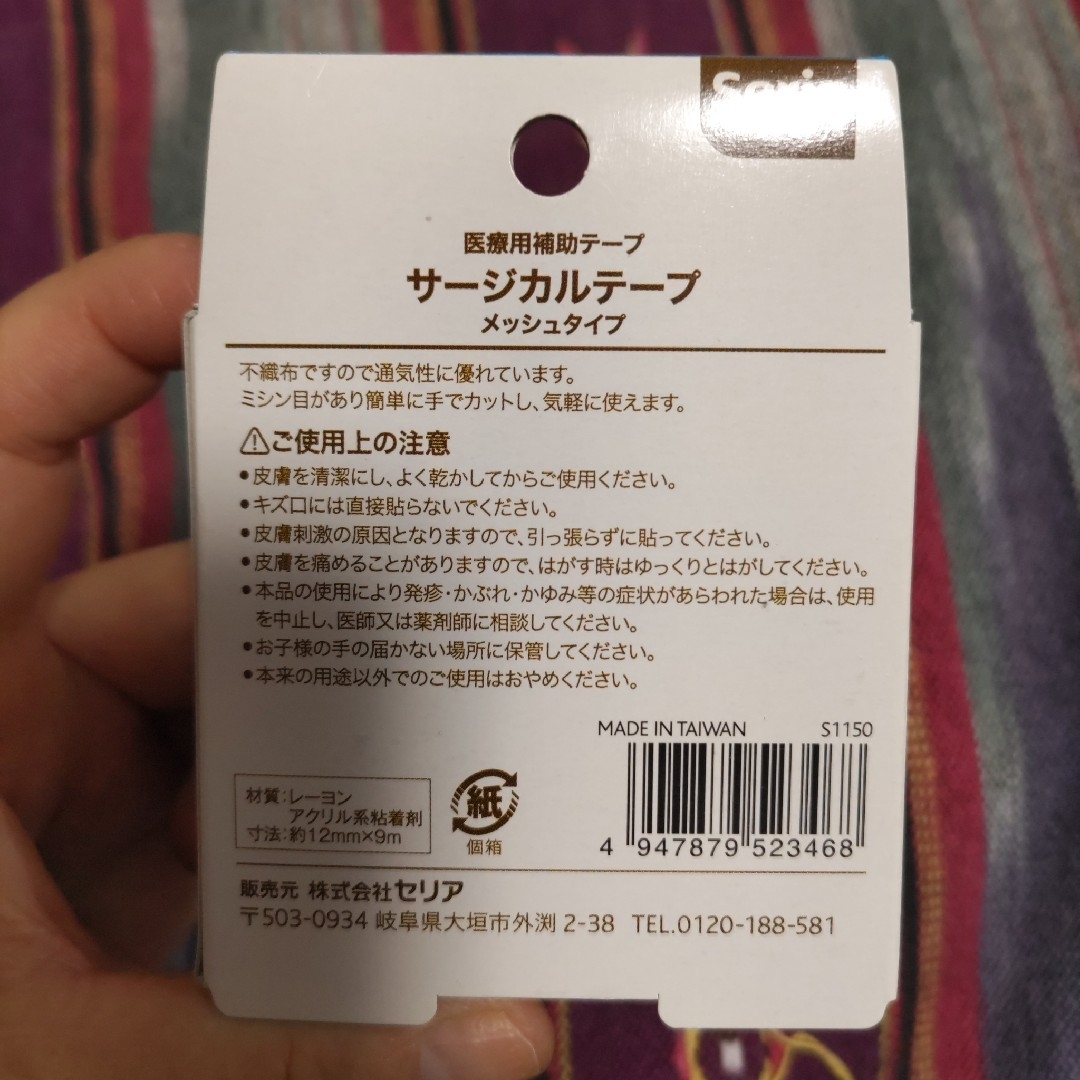 Seria
医療用補助テープ
サージカルテープ
メッシュタイプ
不織布ですので通気性に優れています。
ミシン目があり簡単に手でカットし、気軽に使えます。
⚠ご使用上の注意
●皮膚を清潔にし、よく乾かしてからご使用ください。
●キズ口には直接貼らないでください。
●皮膚刺激の原因となりますので、引っ張らずに貼ってください。
●皮膚を痛めることがありますので、はがす時はゆっくりとはがしてください。
●本品の使用により発疹・かぶれ・かゆみ等の症状があらわれた場合は、使用
を中止し、医師又は薬剤師に相談してください。
●お子様の手の届かない場所に保管してください。
●本来の用途以外でのご使用はおやめください。
MADE IN TAIWAN S1150
材質:レーヨン
アクリル系粘着剤
寸法:約12mm×9m
紙
個箱
4 947879 523468
販売元 株式会社セリア
〒503-0934 岐阜県大垣市外渕 2-38 TEL.0120-188-581